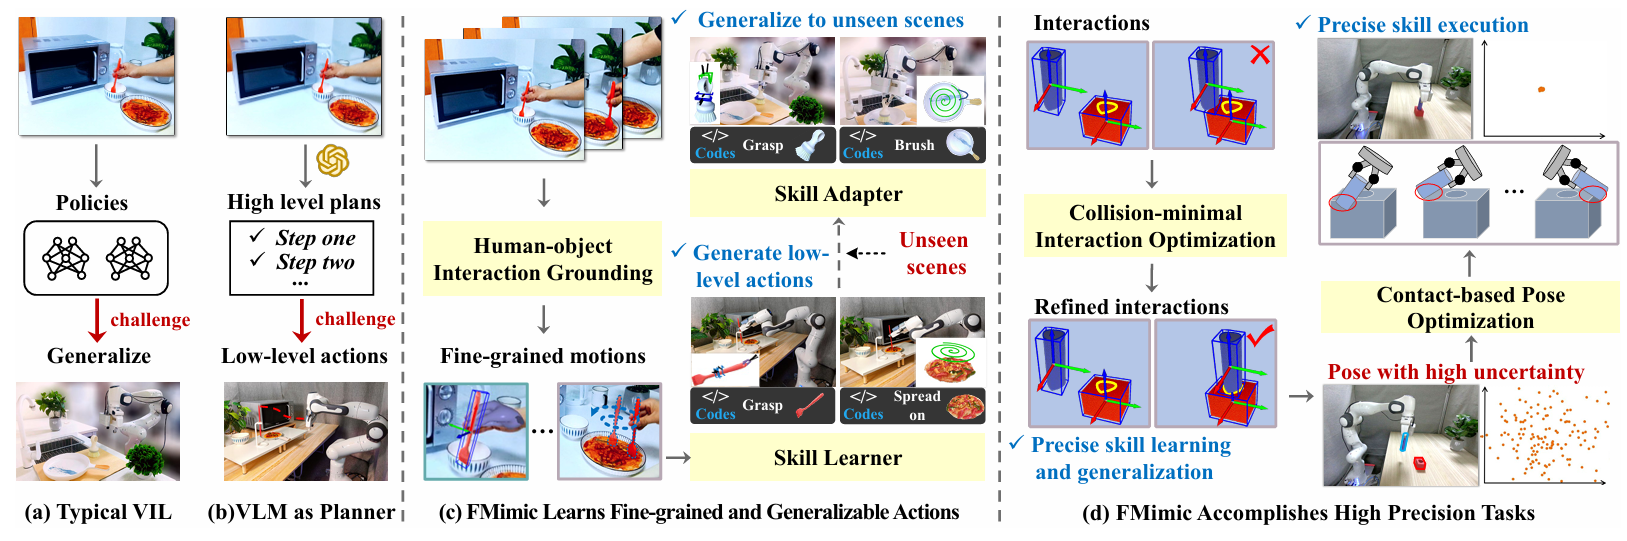 Policies
challenge
Generalize
(a) Typical VIL
High level plans
✓ Step one
✓ Step two
...
challenge
Low-level actions
(b)VLM as Planner
Human-object
Interaction Grounding
Fine-grained motions
...
✓ Generalize to unseen scenes
</>
Codes
Grasp
</>
Codes
Brush
Skill Adapter
✓ Generate low-
level actions
Unseen
scenes
</>
Codes
Grasp
</>
Codes
Spread
on
Skill Learner
(c) FMimic Learns Fine-grained and Generalizable Actions
Interactions
Collision-minimal
Interaction Optimization
Refined interactions
✓ Precise skill learning
and generalization
✓ Precise skill execution
...
Contact-based Pose
Optimization
Pose with high uncertainty
(d) FMimic Accomplishes High Precision Tasks